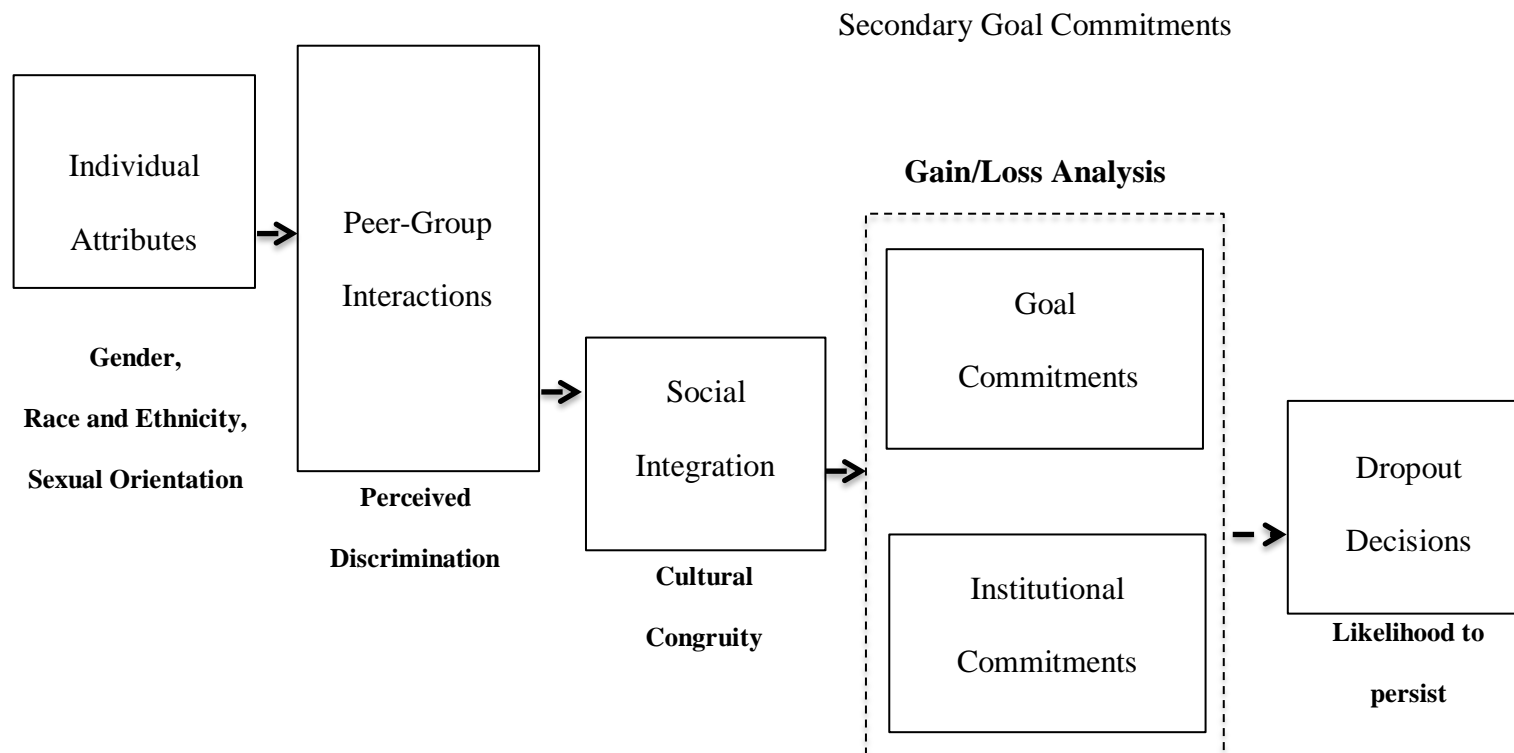 Secondary Goal Commitments
Individual
Attributes
Gender,
Race and Ethnicity,
Sexual Orientation
Peer-Group
Interactions
Perceived
Discrimination
Social
Integration
Cultural
Congruity
Gain/Loss Analysis
Goal
Commitments
Institutional
Commitments
Dropout
Decisions
Likelihood to
persist